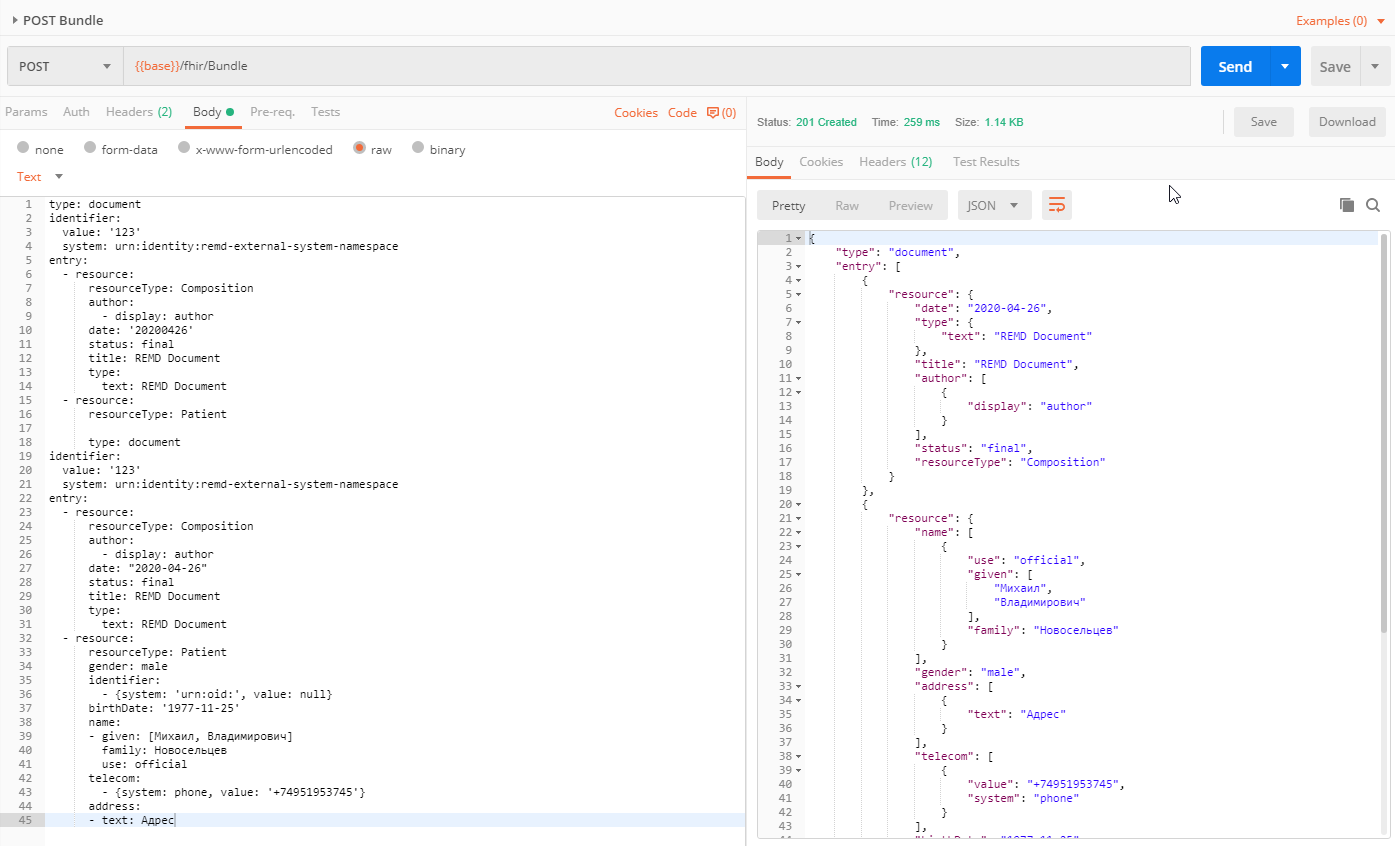 POST Bundle
Examples (0)
POST
{{base}}/fhir/Bundle
Send
Save
Params Auth Headers (2) Body Pre-req. Tests
Cookies Code (0)
none form-data x-www-form-urlencoded raw binary
Text
1 type: document
2 identifier:
3   value: '123'
4   system: urn:identity:remd-external-system-namespace
5 entry:
6   - resource:
7       resourceType: Composition
8       author:
9         - display: author
10       date: '20200426'
11       status: final
12       title: REMD Document
13       type:
14         text: REMD Document
15   - resource:
16       resourceType: Patient
17
18       type: document
19 identifier:
20   value: '123'
21   system: urn:identity:remd-external-system-namespace
22 entry:
23   - resource:
24       resourceType: Composition
25       author:
26         - display: author
27       date: "2020-04-26"
28       status: final
29       title: REMD Document
30       type:
31         text: REMD Document
32   - resource:
33       resourceType: Patient
34       gender: male
35       identifier:
36         - {system: 'urn:oid:', value: null}
37       birthDate: '1977-11-25'
38       name:
39       - given: [Михаил, Владимирович]
40         family: Новосельцев
41         use: official
42       telecom:
43         - {system: phone, value: '+74951953745'}
44       address:
45       - text: Адрес
Status: 201 Created Time: 259 ms Size: 1.14 KB
Save
Download
Body Cookies Headers (12) Test Results
Pretty Raw Preview JSON
1 {
2     "type": "document",
3     "entry": [
4         {
5             "resource": {
6                 "date": "2020-04-26",
7                 "type": {
8                     "text": "REMD Document"
9                 },
10                 "title": "REMD Document",
11                 "author": [
12                     {
13                         "display": "author"
14                     }
15                 ],
16                 "status": "final",
17                 "resourceType": "Composition"
18             }
19         },
20         {
21             "resource": {
22                 "name": [
23                     {
24                         "use": "official",
25                         "given": [
26                             "Михаил",
27                             "Владимирович"
28                         ],
29                         "family": "Новосельцев"
30                     }
31                 ],
32                 "gender": "male",
33                 "address": [
34                     {
35                         "text": "Адрес"
36                     }
37                 ],
38                 "telecom": [
39                     {
40                         "value": "+74951953745",
41                         "system": "phone"
42                     }
43                 ],
44                 "birthDate": "1977-11-25"